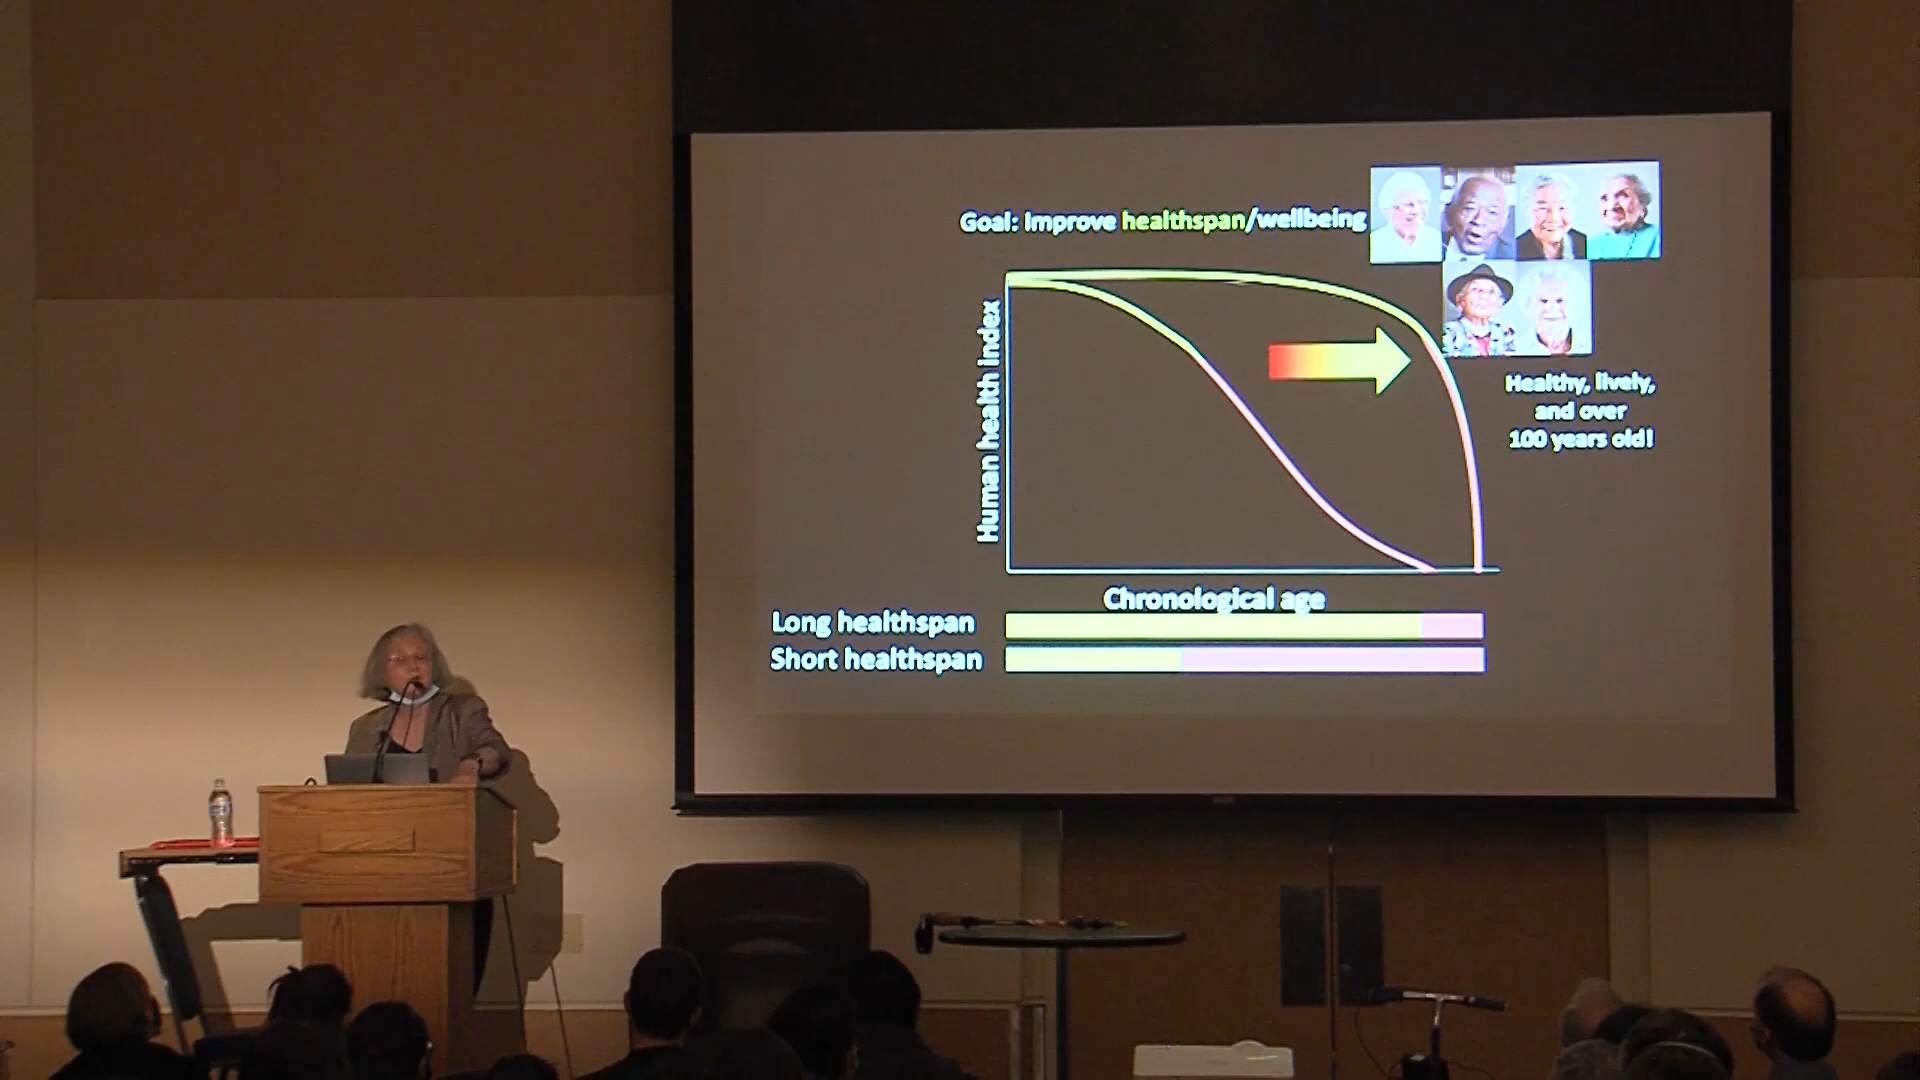 Goal: Improve healthspan/wellbeing
Human health index
Healthy, lively,
and over
100 years old!
Chronological age
Long healthspan
Short healthspan